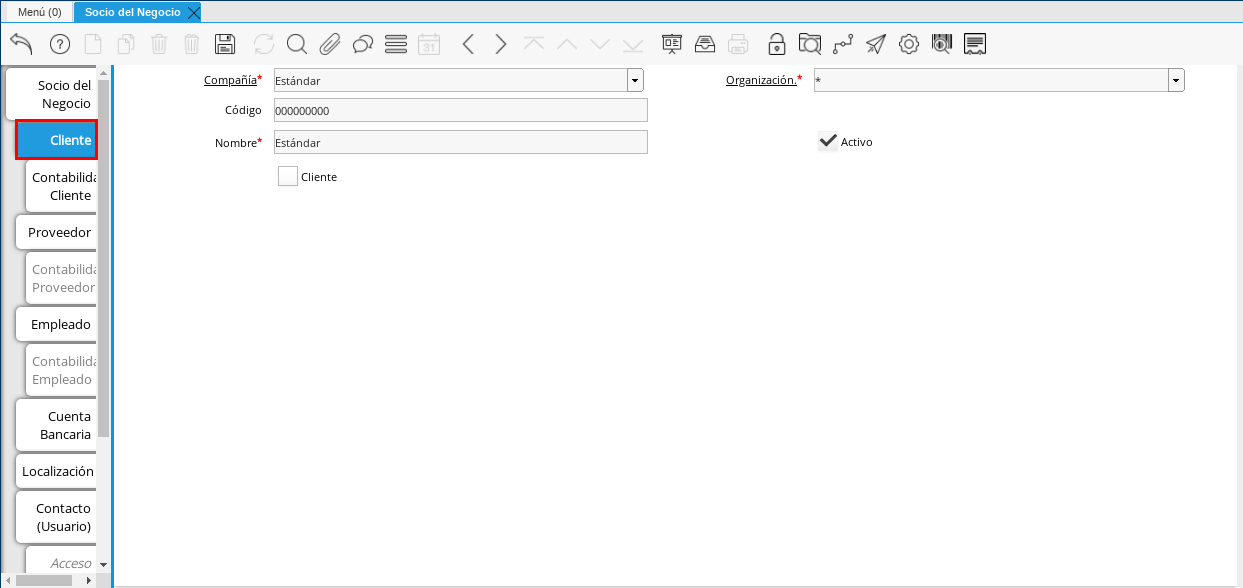 Menú (0)
Socio del Negocio
31
Socio del
Negocio
Cliente
Contabilida
Cliente
Proveedor
Contabilida
Proveedor
Empleado
Contabilida
Empleado
Cuenta
Bancaria
Localización
Contacto
(Usuario)
Acceso
Compañía* Estándar
Organización.* *
Código 000000000
Nombre* Estándar
Activo
Cliente